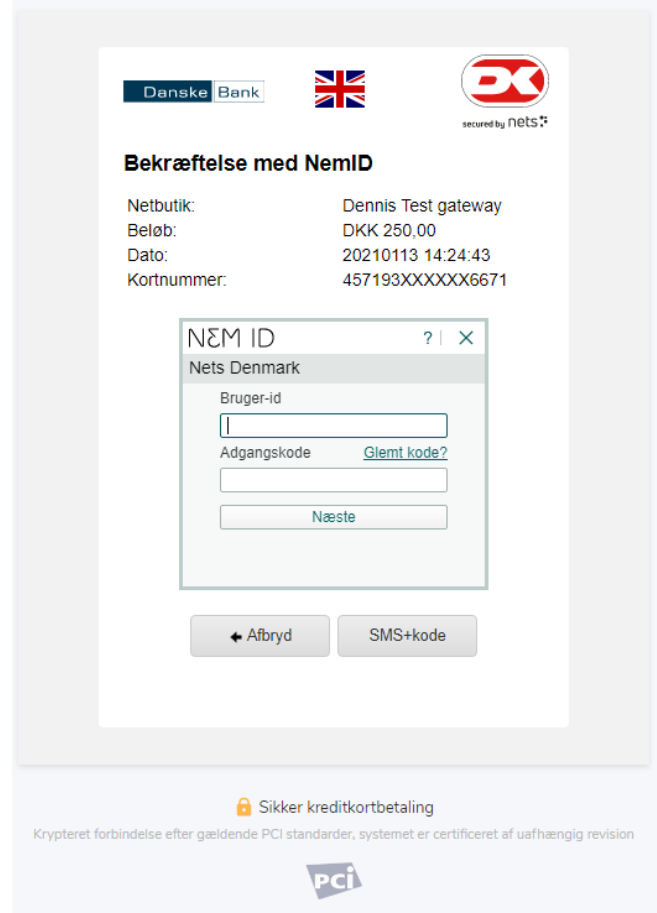 Danske Bank
DK
secured by nets
Bekræftelse med NemID
Netbutik: Dennis Test gateway
Beløb: DKK 250,00
Dato: 20210113 14:24:43
Kortnummer: 457193XXXXXX6671
NEM ID ?
Nets Denmark
Bruger-id
Adgangskode Glemt kode?
Næste
Afbryd SMS+kode
Sikker kreditkortbetaling
Krypteret forbindelse efter gældende PCI standarder, systemet er certificeret af uafhængig revision
PCi